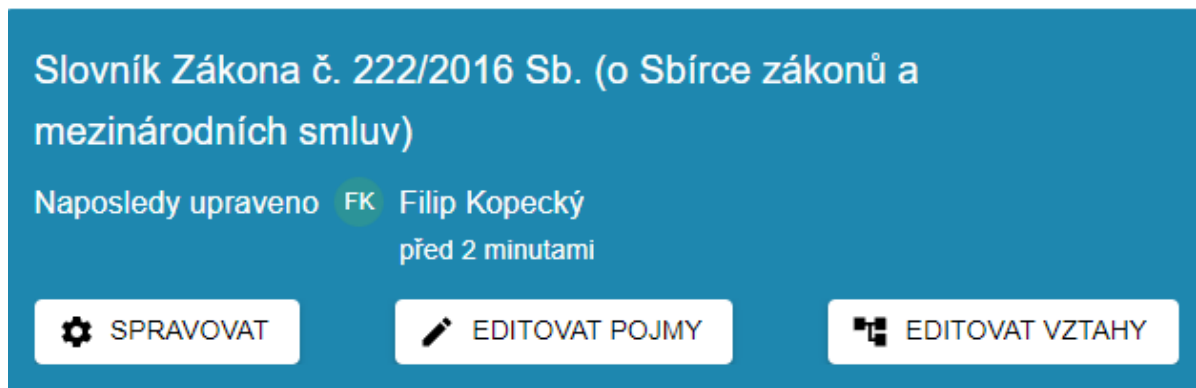 Slovník Zákona č. 222/2016 Sb. (o Sbírce zákonů a
mezinárodních smluv)
Naposledy upraveno FK Filip Kopecký
před 2 minutami
SPRAVOVAT EDITOVAT POJMY EDITOVAT VZTAHY